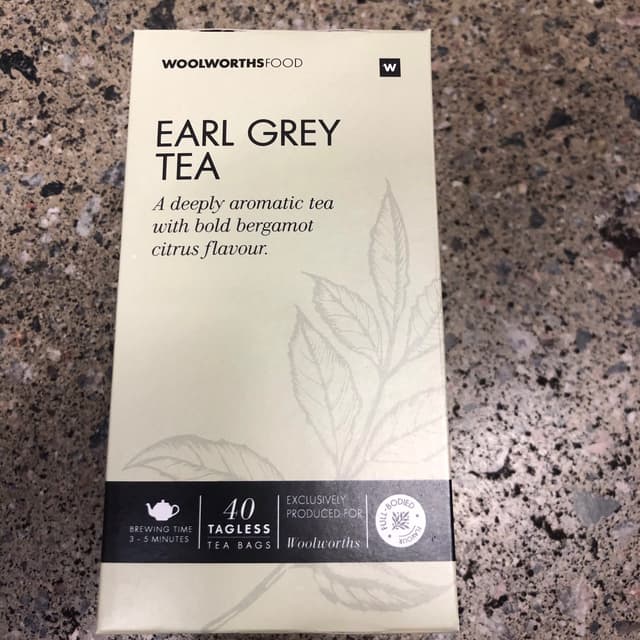 WOOLWORTHSFOOD
W
EARL GREY
TEA
A deeply aromatic tea
with bold bergamot
citrus flavour.
BREWING TIME
3 - 5 MINUTES
40
TAGLESS
TEA BAGS
EXCLUSIVELY
PRODUCED FOR
Woolworths
FULL-BODIED
FLAVOUR